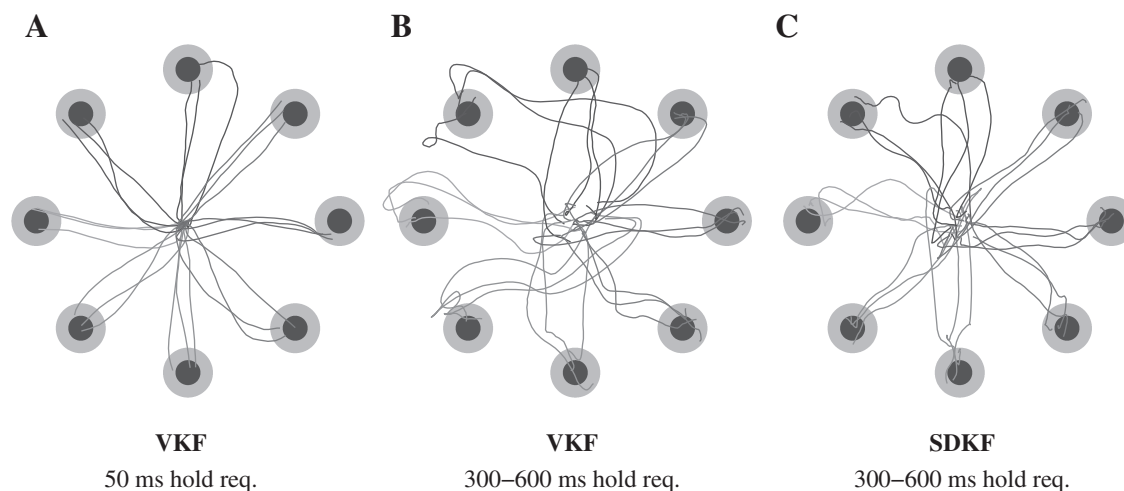 A B C
VKF VKF SDKF
50 ms hold req. 300–600 ms hold req. 300–600 ms hold req.